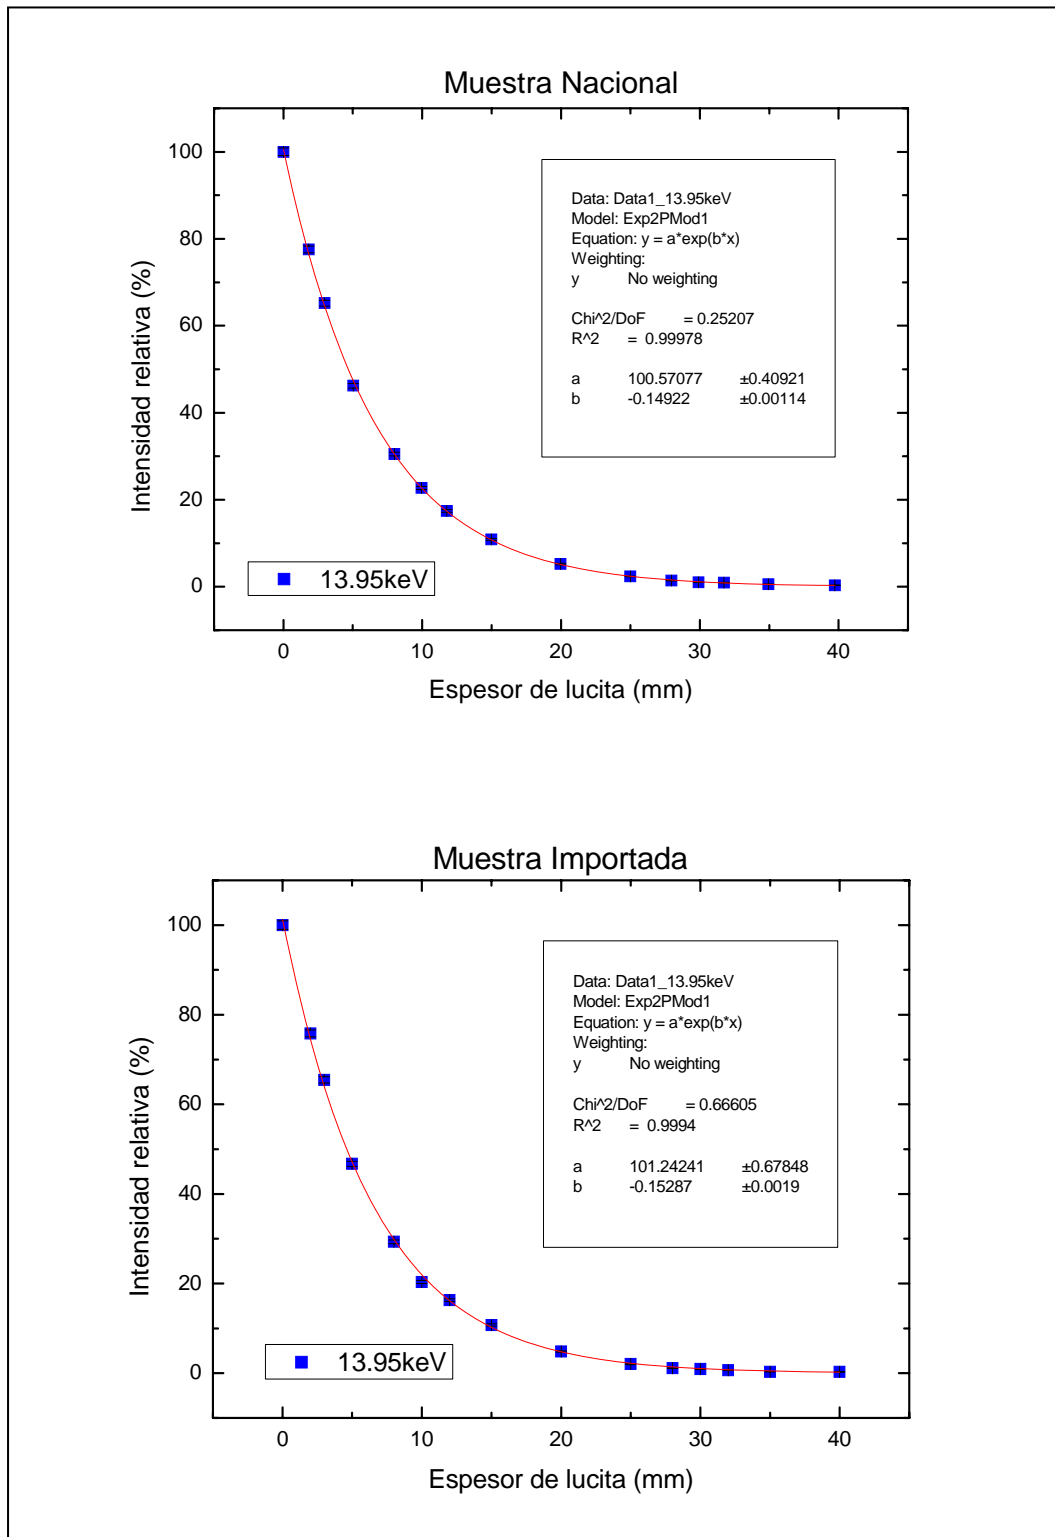 Muestra Nacional
100
80
60
40
20
0
Intensidad relativa (%)
Data: Data1_13.95keV
Model: Exp2PMod1
Equation: y = a*exp(b*x)
Weighting:
y No weighting
Chi^2/DoF = 0.25207
R^2 = 0.99978
a 100.57077 ±0.40921
b -0.14922 ±0.00114
13.95keV
0 10 20 30 40
Espesor de lucita (mm)
Muestra Importada
100
80
60
40
20
0
Intensidad relativa (%)
Data: Data1_13.95keV
Model: Exp2PMod1
Equation: y = a*exp(b*x)
Weighting:
y No weighting
Chi^2/DoF = 0.66605
R^2 = 0.9994
a 101.24241 ±0.67848
b -0.15287 ±0.0019
13.95keV
0 10 20 30 40
Espesor de lucita (mm)